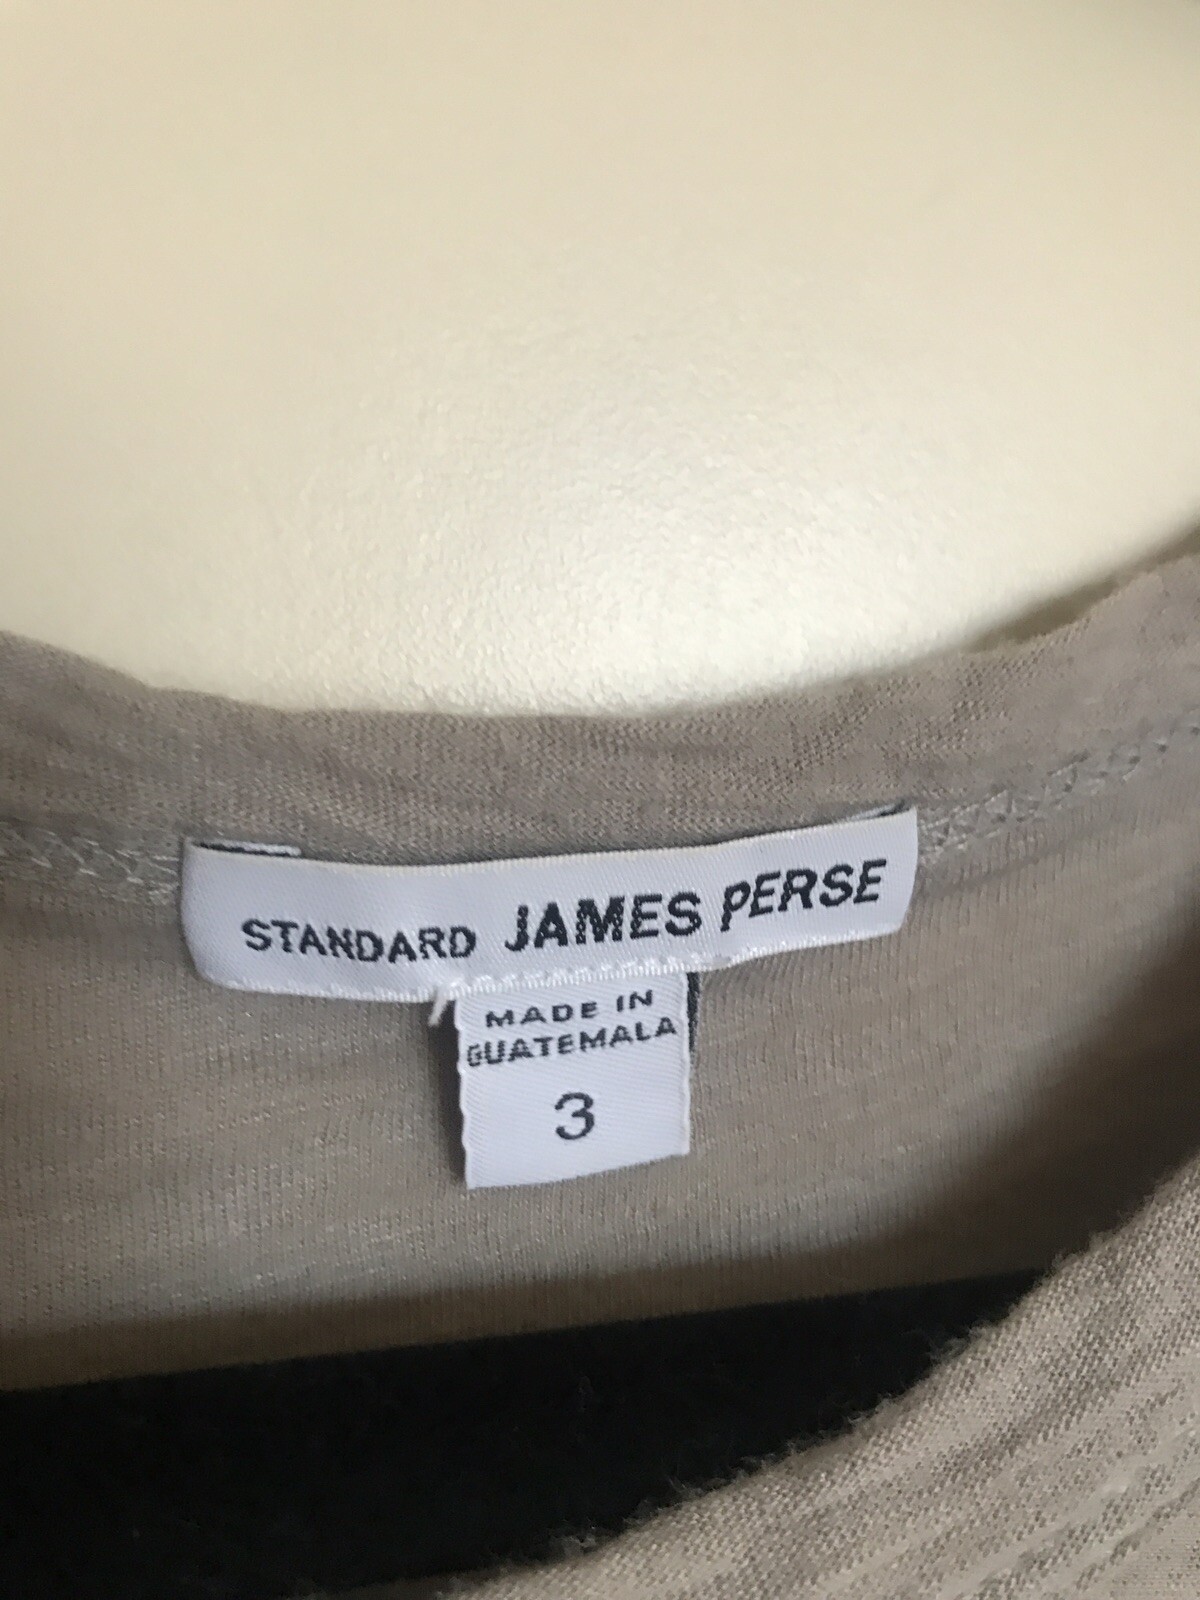 STANDARD JAMES PERSE
MADE IN
GUATEMALA
3